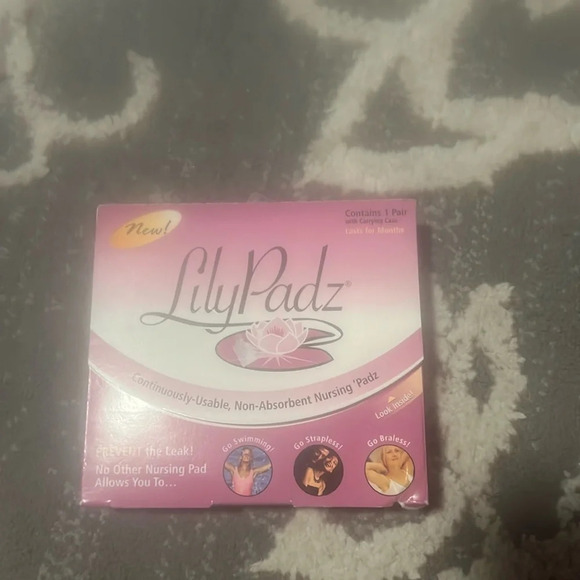 New!
Contains 1 Pair
with Carrying Case
Lasts for Months
LilyPadz®
Continuously-Usable, Non-Absorbent Nursing 'Padz
Look Inside!
PREVENT the Leak!
No Other Nursing Pad
Allows You To...
Go Swimming!
Go Strapless!
Go Braless!